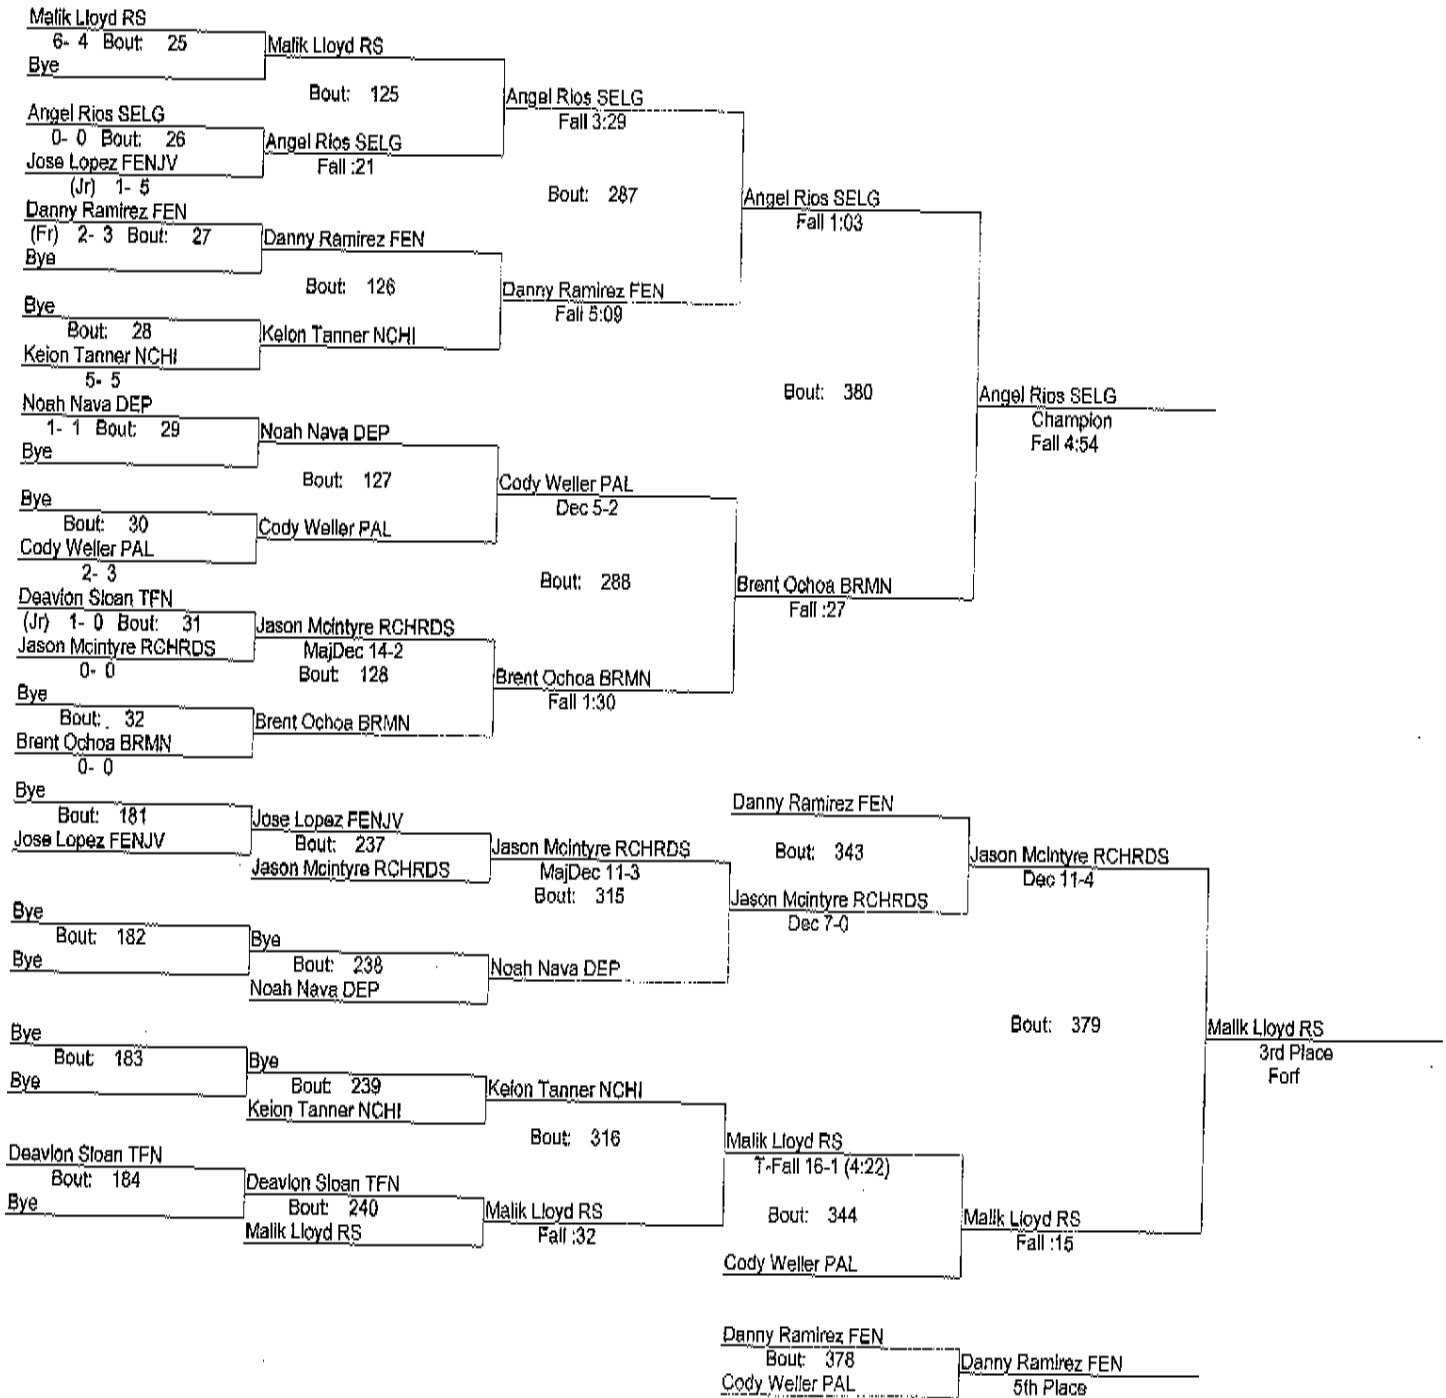 Malik Lloyd RS
6- 4 Bout: 25
Bye
Malik Lloyd RS
Bout: 125
Angel Rios SELG
0- 0 Bout: 26
Jose Lopez FENJV
(Jr) 1- 5
Angel Rios SELG
Fall :21
Angel Rios SELG
Fall 3:29
Bout: 287
Danny Ramirez FEN
(Fr) 2- 3 Bout: 27
Bye
Danny Ramirez FEN
Bout: 126
Bye
Bout: 28
Keion Tanner NCHI
5- 5
Keion Tanner NCHI
Danny Ramirez FEN
Fall 5:09
Angel Rios SELG
Fall 1:03
Bout: 380
Angel Rios SELG
Champion
Fall 4:54
Noah Nava DEP
1- 1 Bout: 29
Bye
Noah Nava DEP
Bout: 127
Bye
Bout: 30
Cody Weller PAL
2- 3
Cody Weller PAL
Cody Weller PAL
Dec 5-2
Bout: 288
Deavion Sloan TFN
(Jr) 1- 0 Bout: 31
Jason Mcintyre RCHRDS
0- 0
Jason Mcintyre RCHRDS
MajDec 14-2
Bout: 128
Bye
Bout: 32
Brent Ochoa BRMN
0- 0
Brent Ochoa BRMN
Brent Ochoa BRMN
Fall 1:30
Brent Ochoa BRMN
Fall :27
Bye
Bout: 181
Jose Lopez FENJV
Jose Lopez FENJV
Bout: 237
Jason Mcintyre RCHRDS
Jason Mcintyre RCHRDS
MajDec 11-3
Bout: 315
Bye
Bout: 182
Bye
Bye
Bout: 238
Noah Nava DEP
Noah Nava DEP
Danny Ramirez FEN
Bout: 343
Jason Mcintyre RCHRDS
Dec 7-0
Jason Mcintyre RCHRDS
Dec 11-4
Bout: 379
Malik Lloyd RS
3rd Place
Forf
Bye
Bout: 183
Bye
Bye
Bout: 239
Keion Tanner NCHI
Keion Tanner NCHI
Bout: 316
Deavion Sloan TFN
Bout: 184
Bye
Deavion Sloan TFN
Bout: 240
Malik Lloyd RS
Malik Lloyd RS
Fall :32
Malik Lloyd RS
T-Fall 16-1 (4:22)
Bout: 344
Cody Weller PAL
Malik Lloyd RS
Fall :15
Danny Ramirez FEN
Bout: 378
Cody Weller PAL
Danny Ramirez FEN
5th Place